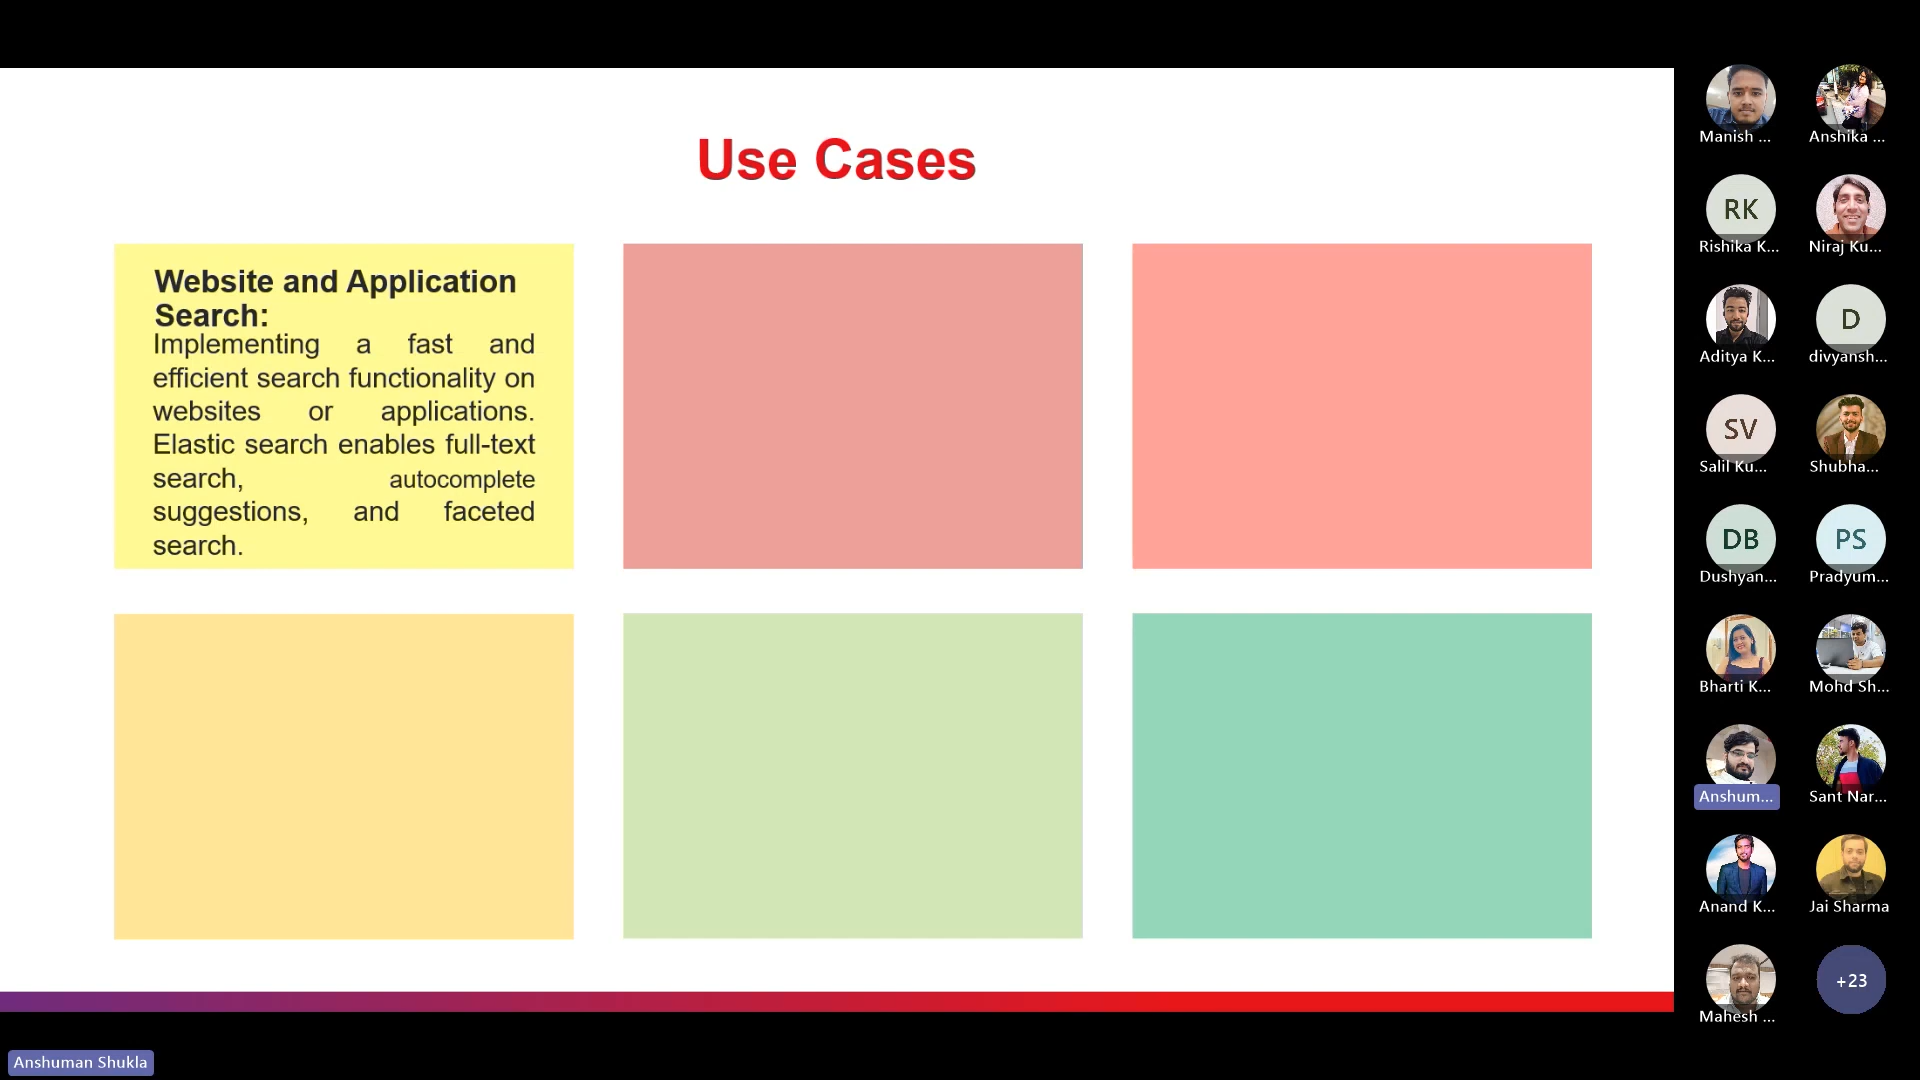 Use Cases
Website and Application
Search:
Implementing a fast and
efficient search functionality on
websites or applications.
Elastic search enables full-text
search, autocomplete
suggestions, and faceted
search.
Manish ...
Anshika ...
RK
Rishika K...
Niraj Ku...
Aditya K...
D
divyansh...
SV
Salil Ku...
Shubha...
DB
Dushyan...
PS
Pradyum...
Bharti K...
Mohd Sh...
Anshum...
Sant Nar...
Anand K...
Jai Sharma
Mahesh ...
+23
Anshuman Shukla